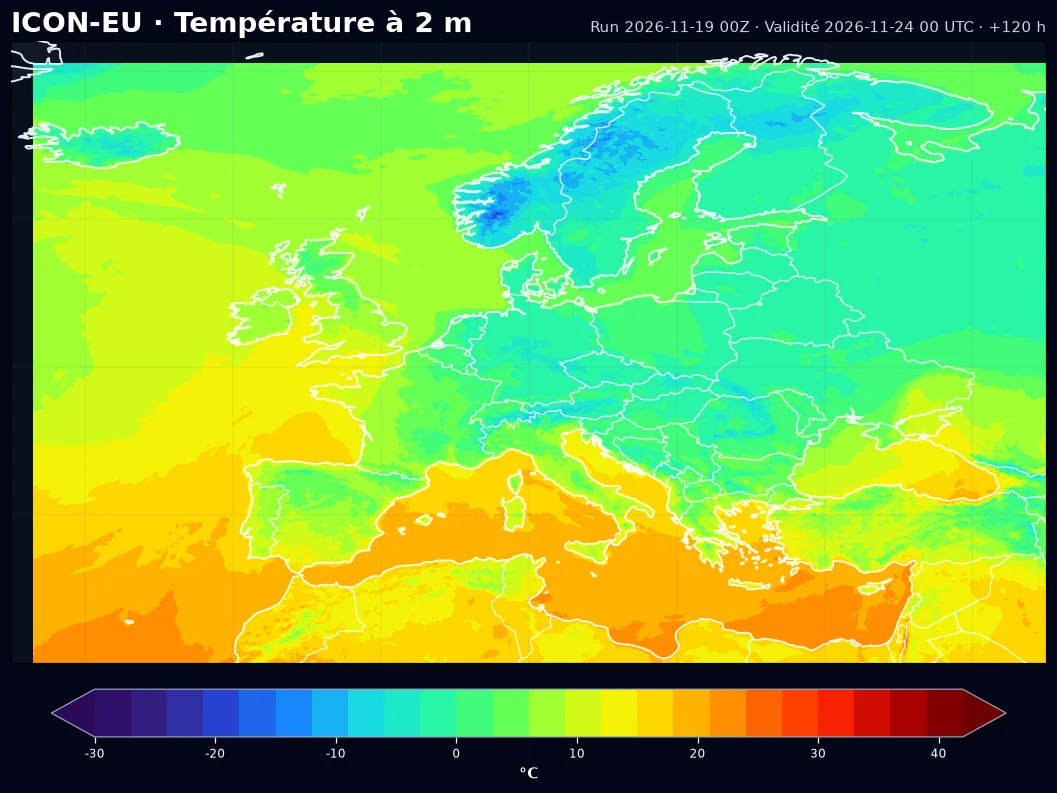 ICON-EU · Température à 2 m
Run 2026-11-19 00Z · Validité 2026-11-24 00 UTC · +120 h
-30 -20 -10 0 10 20 30 40
°C